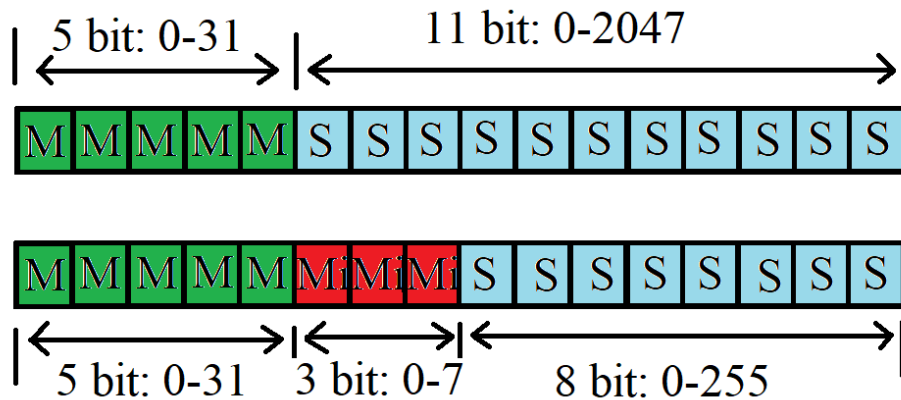 5 bit: 0-31 11 bit: 0-2047
M M M M M S S S S S S S S S S S
M M M M M Mi Mi Mi S S S S S S S S
5 bit: 0-31 3 bit: 0-7 8 bit: 0-255